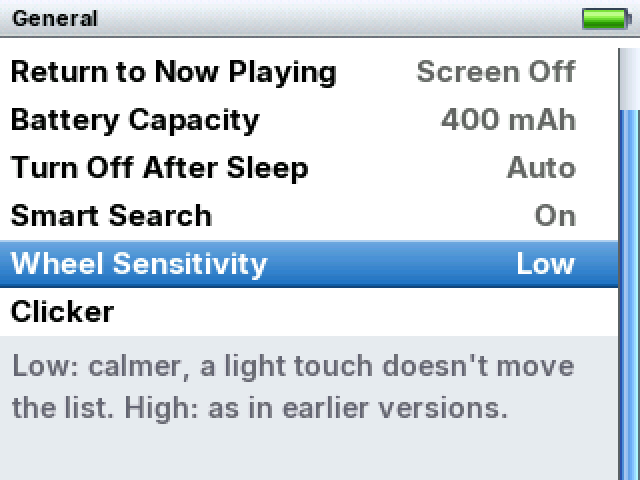 General
Return to Now Playing Screen Off
Battery Capacity 400 mAh
Turn Off After Sleep Auto
Smart Search On
Wheel Sensitivity Low
Clicker
Low: calmer, a light touch doesn't move
the list. High: as in earlier versions.